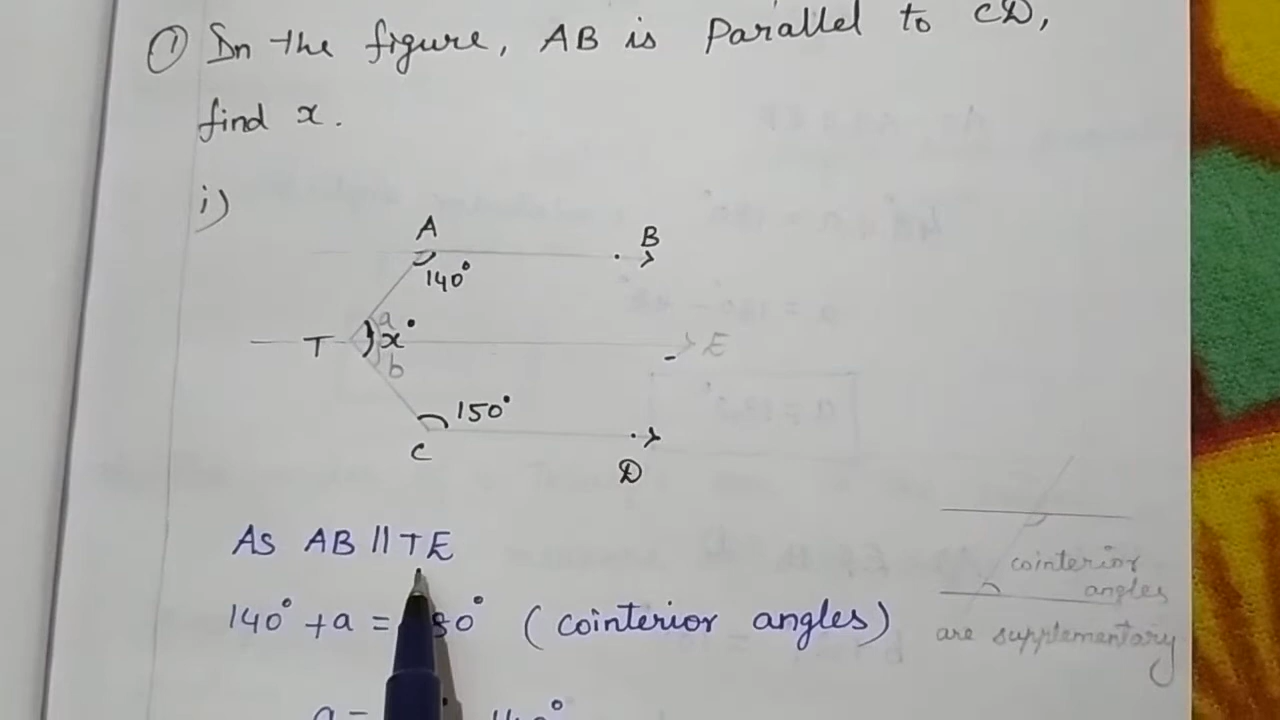 ① In the figure, AB is Parallel to CD,
find x.
i)
A
B
140°
a
T
x°
E
b
150°
C
D
As AB || TE
140° + a = 180° (cointerior angles)
cointerior
angles
are supplementary
a = 140°